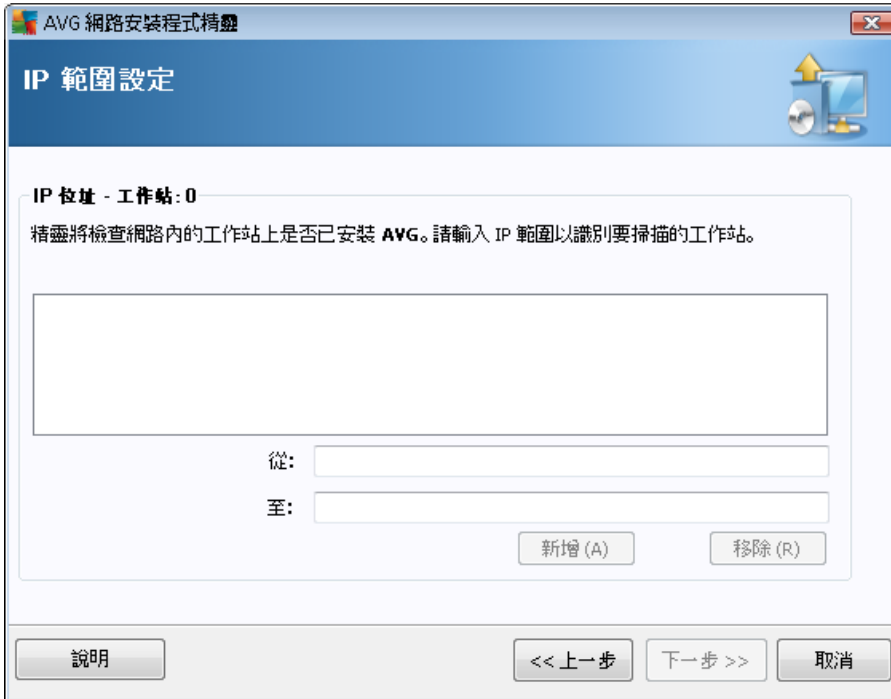 AVG 網路安裝程式精靈
IP 範圍設定
IP 位址 - 工作站: 0
精靈將檢查網路內的工作站上是否已安裝 AVG。請輸入 IP 範圍以識別要掃描的工作站。
從:
至:
新增 (A)
移除 (R)
說明
<< 上一步
下一步 >>
取消